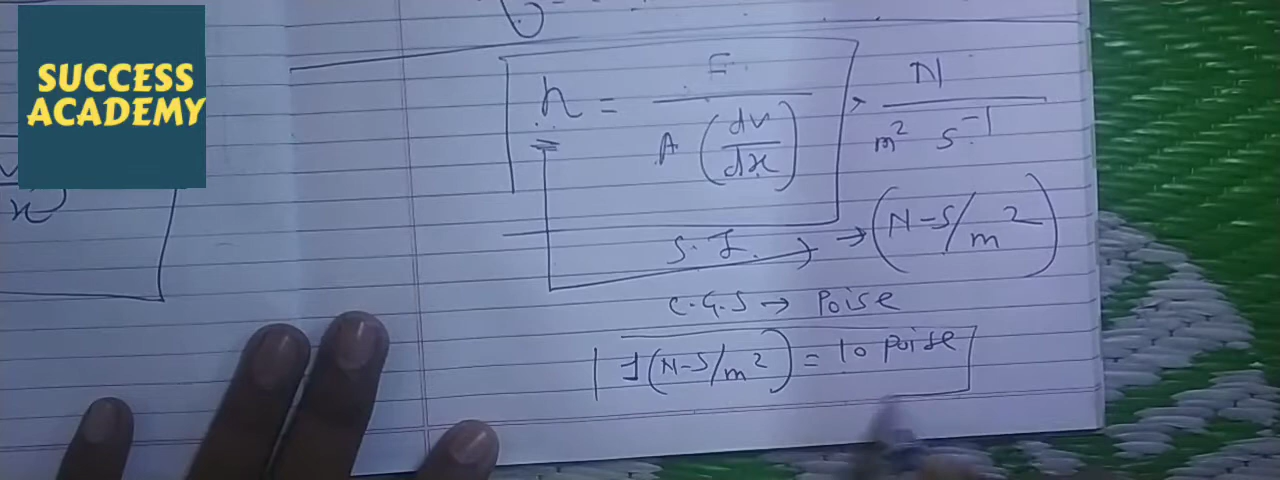 SUCCESS
ACADEMY
η = F / A (dv/dx) → N / m² s⁻¹
S.I. → (N-S/m²)
C.G.S → Poise
1 (N-S/m²) = 10 Poise
x